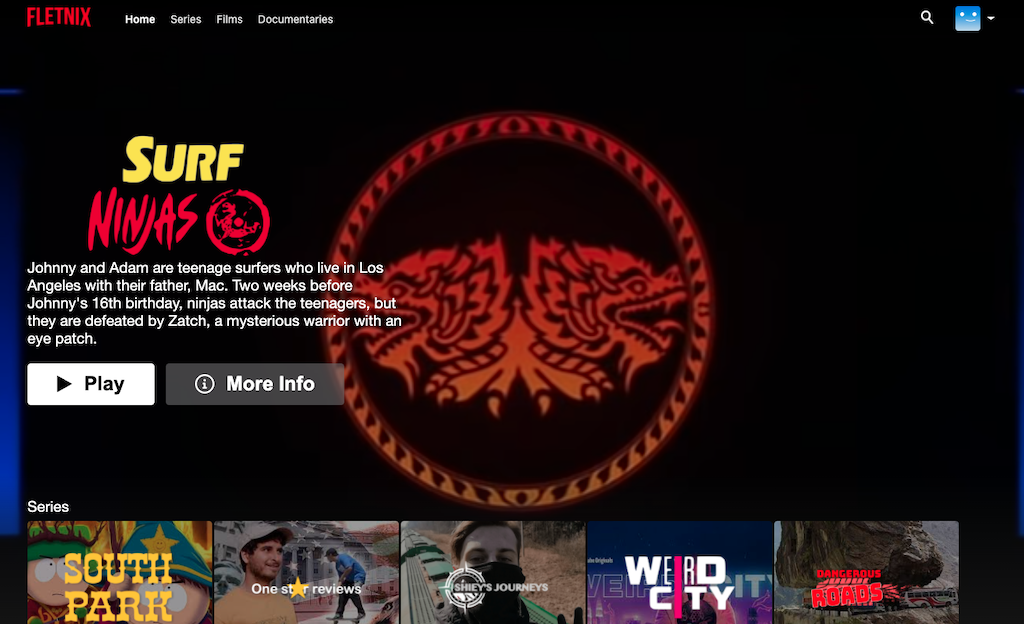 FLETNIX
Home Series Films Documentaries
SURF
NINJAS
Johnny and Adam are teenage surfers who live in Los
Angeles with their father, Mac. Two weeks before
Johnny's 16th birthday, ninjas attack the teenagers, but
they are defeated by Zatch, a mysterious warrior with an
eye patch.
Play
More Info
Series
SOUTH
PARK
One st r reviews
JOURNEYS
WEIRD
CITY
DANGEROUS
ROADS